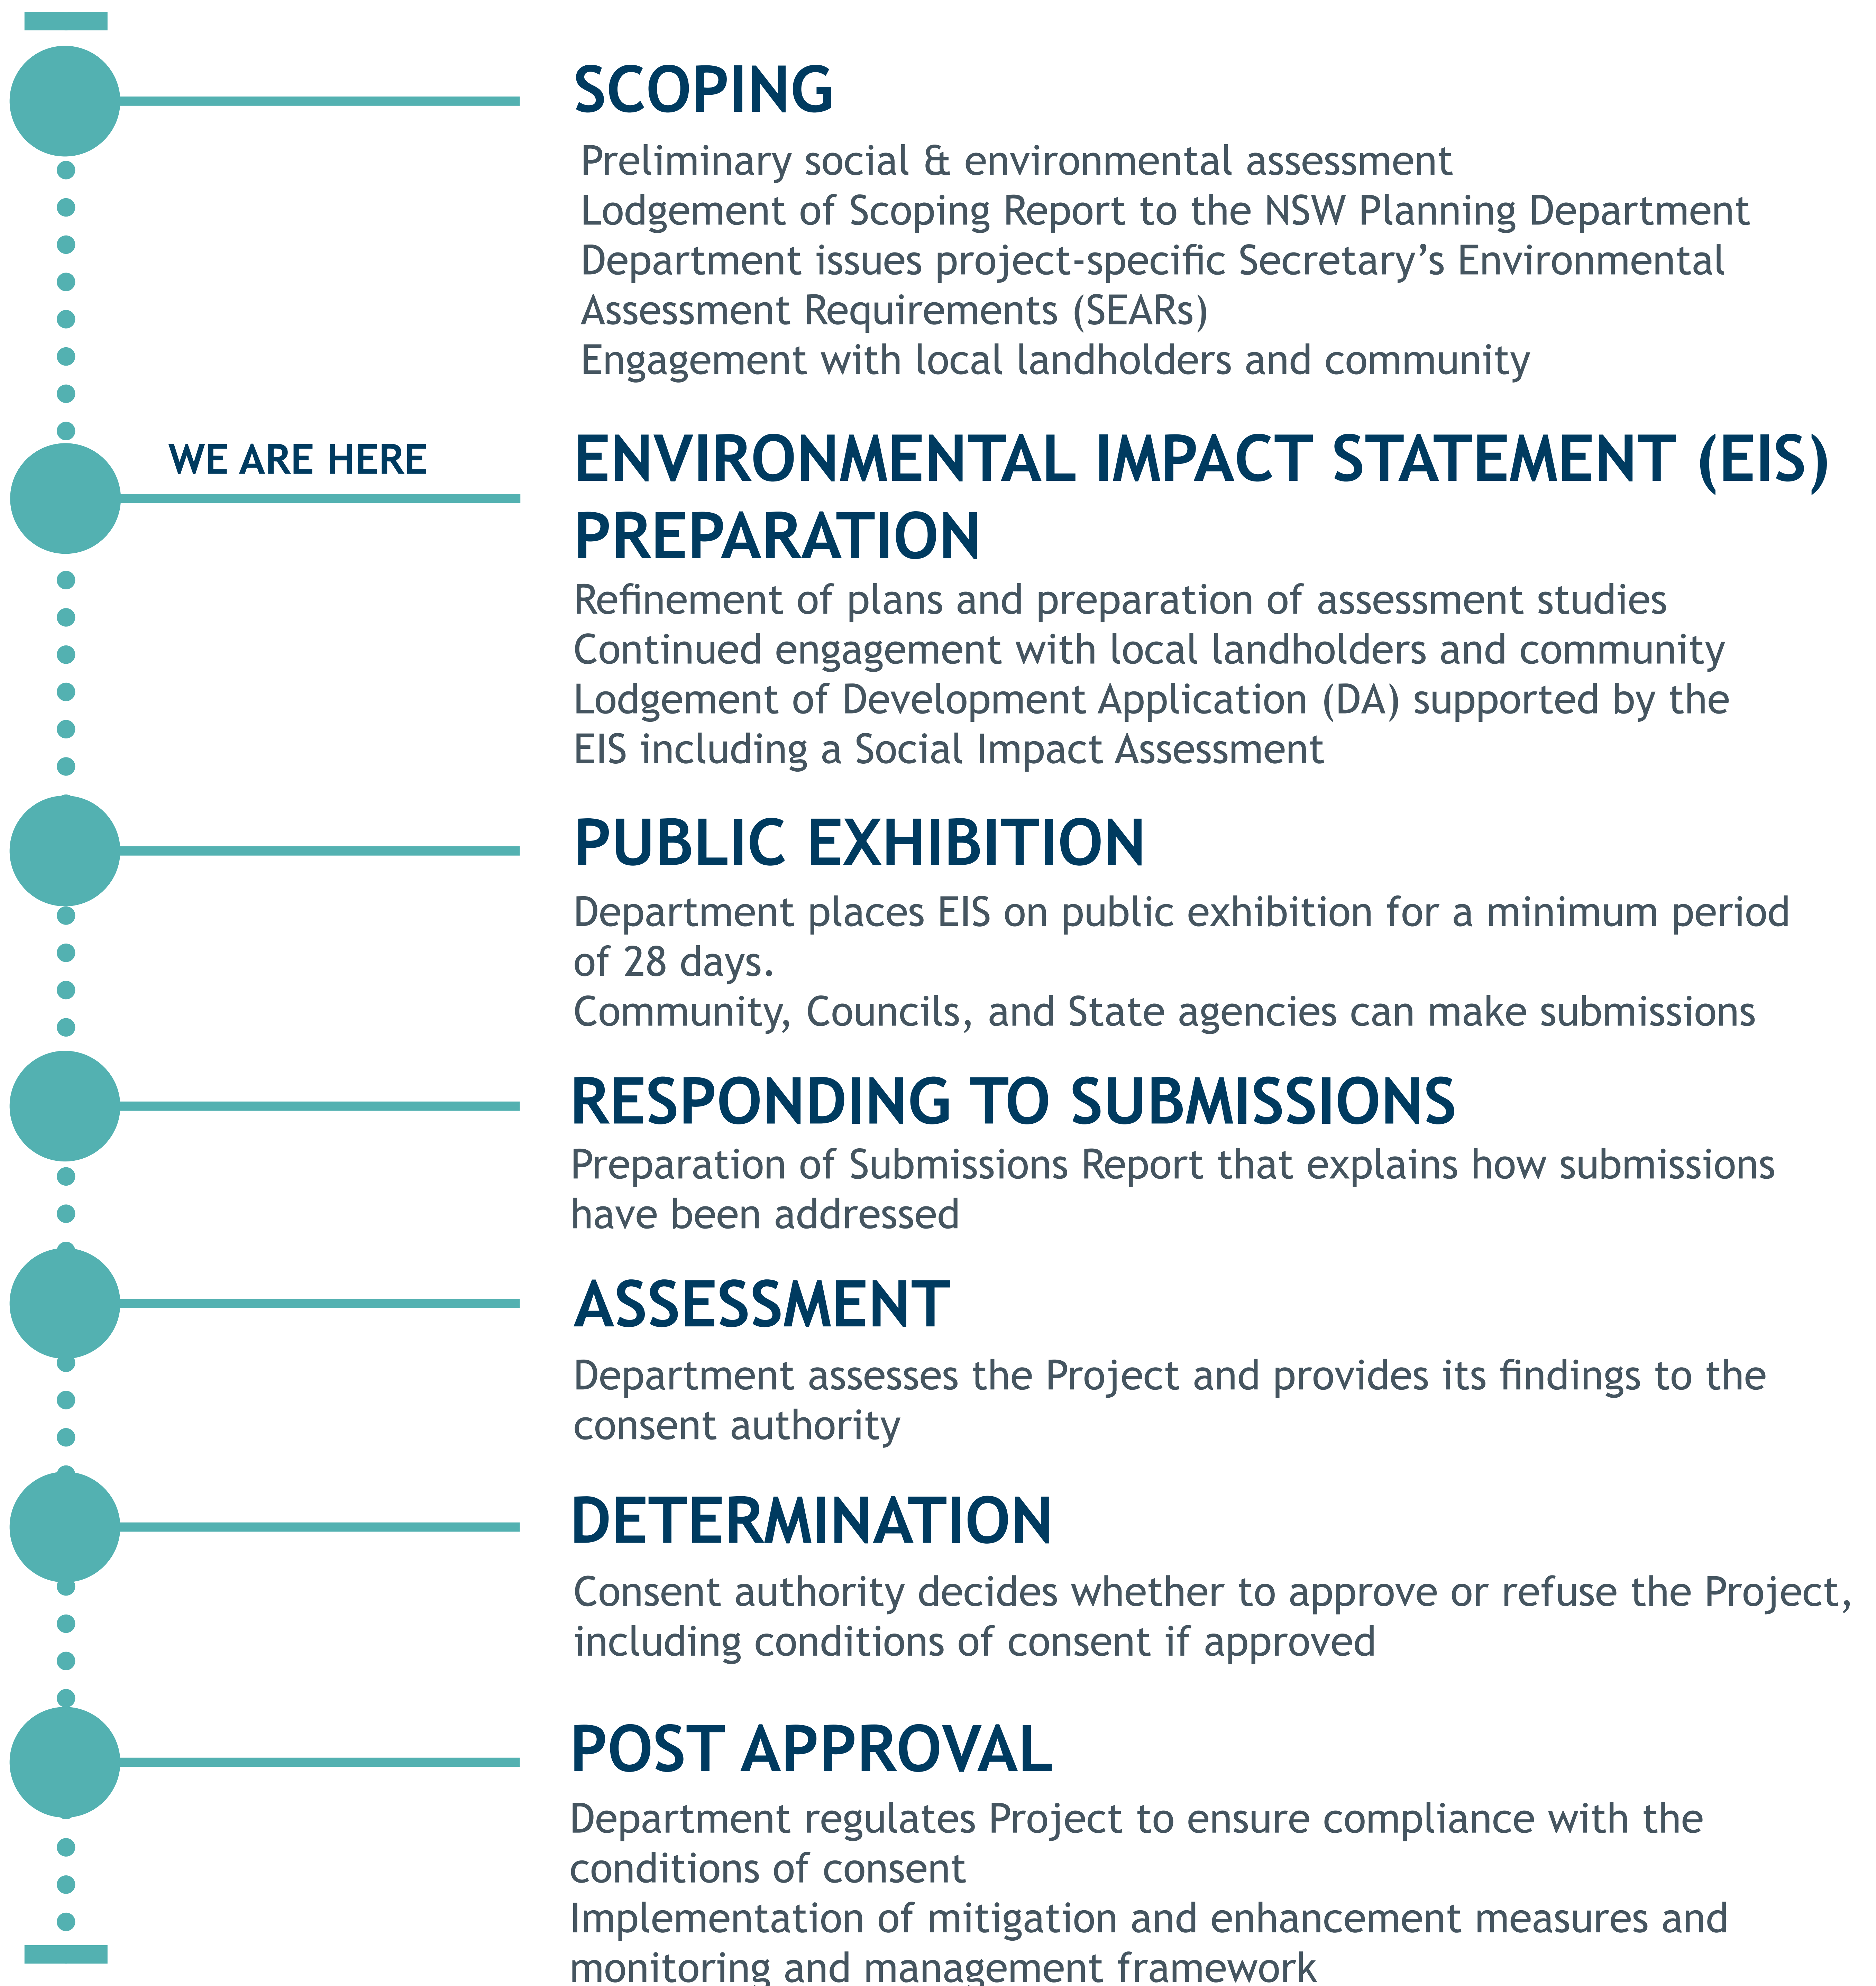 SCOPING
Preliminary social & environmental assessment
Lodgement of Scoping Report to the NSW Planning Department
Department issues project-specific Secretary’s Environmental
Assessment Requirements (SEARs)
Engagement with local landholders and community
WE ARE HERE
ENVIRONMENTAL IMPACT STATEMENT (EIS)
PREPARATION
Refinement of plans and preparation of assessment studies
Continued engagement with local landholders and community
Lodgement of Development Application (DA) supported by the
EIS including a Social Impact Assessment
PUBLIC EXHIBITION
Department places EIS on public exhibition for a minimum period
of 28 days.
Community, Councils, and State agencies can make submissions
RESPONDING TO SUBMISSIONS
Preparation of Submissions Report that explains how submissions
have been addressed
ASSESSMENT
Department assesses the Project and provides its findings to the
consent authority
DETERMINATION
Consent authority decides whether to approve or refuse the Project,
including conditions of consent if approved
POST APPROVAL
Department regulates Project to ensure compliance with the
conditions of consent
Implementation of mitigation and enhancement measures and
monitoring and management framework